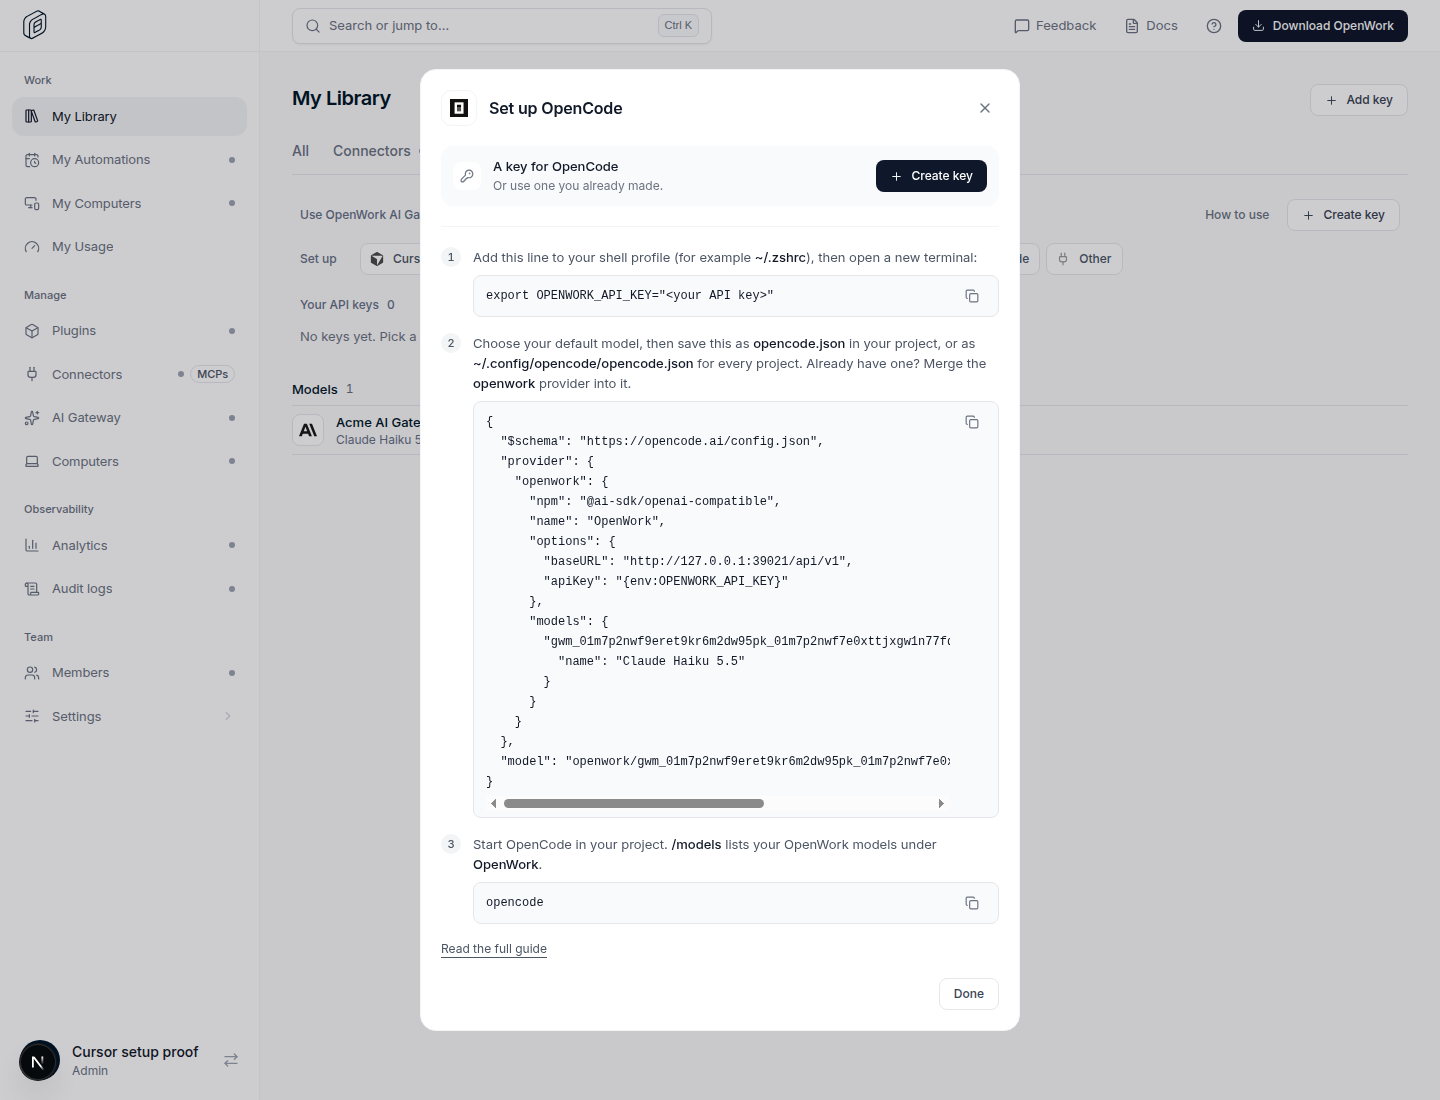 Search or jump to...
Ctrl K
Feedback
Docs
Download OpenWork
Work
My Library
My Automations
My Computers
My Usage
Manage
Plugins
Connectors
MCPs
AI Gateway
Computers
Observability
Analytics
Audit logs
Team
Members
Settings
Cursor setup proof
Admin
My Library
Add key
All
Connectors
Use OpenWork AI Ga
How to use
Create key
Set up
Curs
Other
Your API keys 0
No keys yet. Pick a
Models 1
Acme AI Gate
Claude Haiku 5
Set up OpenCode
A key for OpenCode
Or use one you already made.
Create key
1
Add this line to your shell profile (for example ~/.zshrc), then open a new terminal:
export OPENWORK_API_KEY="<your API key>"
2
Choose your default model, then save this as opencode.json in your project, or as
~/.config/opencode/opencode.json for every project. Already have one? Merge the
openwork provider into it.
{
"$schema": "https://opencode.ai/config.json",
"provider": {
"openwork": {
"npm": "@ai-sdk/openai-compatible",
"name": "OpenWork",
"options": {
"baseURL": "http://127.0.0.1:39021/api/v1",
"apiKey": "{env:OPENWORK_API_KEY}"
},
"models": {
"gwm_01m7p2nwf9eret9kr6m2dw95pk_01m7p2nwf7e0xttjxgw1n77f
"name": "Claude Haiku 5.5"
}
}
}
},
"model": "openwork/gwm_01m7p2nwf9eret9kr6m2dw95pk_01m7p2nwf7e0x
}
3
Start OpenCode in your project. /models lists your OpenWork models under
OpenWork.
opencode
Read the full guide
Done